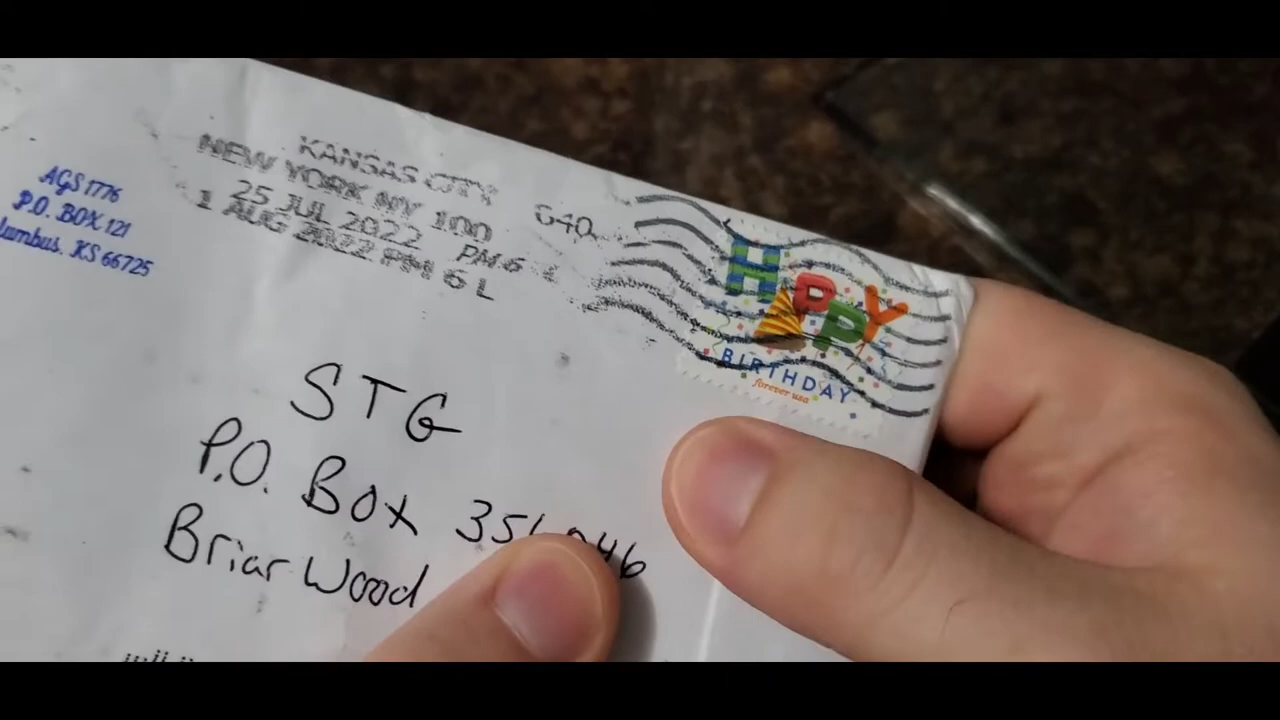 AGS 1776
P.O. BOX 121
lumbus, KS 66725
KANSAS CITY 640
NEW YORK NY 100
25 JUL 2022 PM 6 L
1 AUG 2022 PM 6 L
HAPPY
BIRTHDAY
forever usa
STG
P.O. Box
Briar Wood